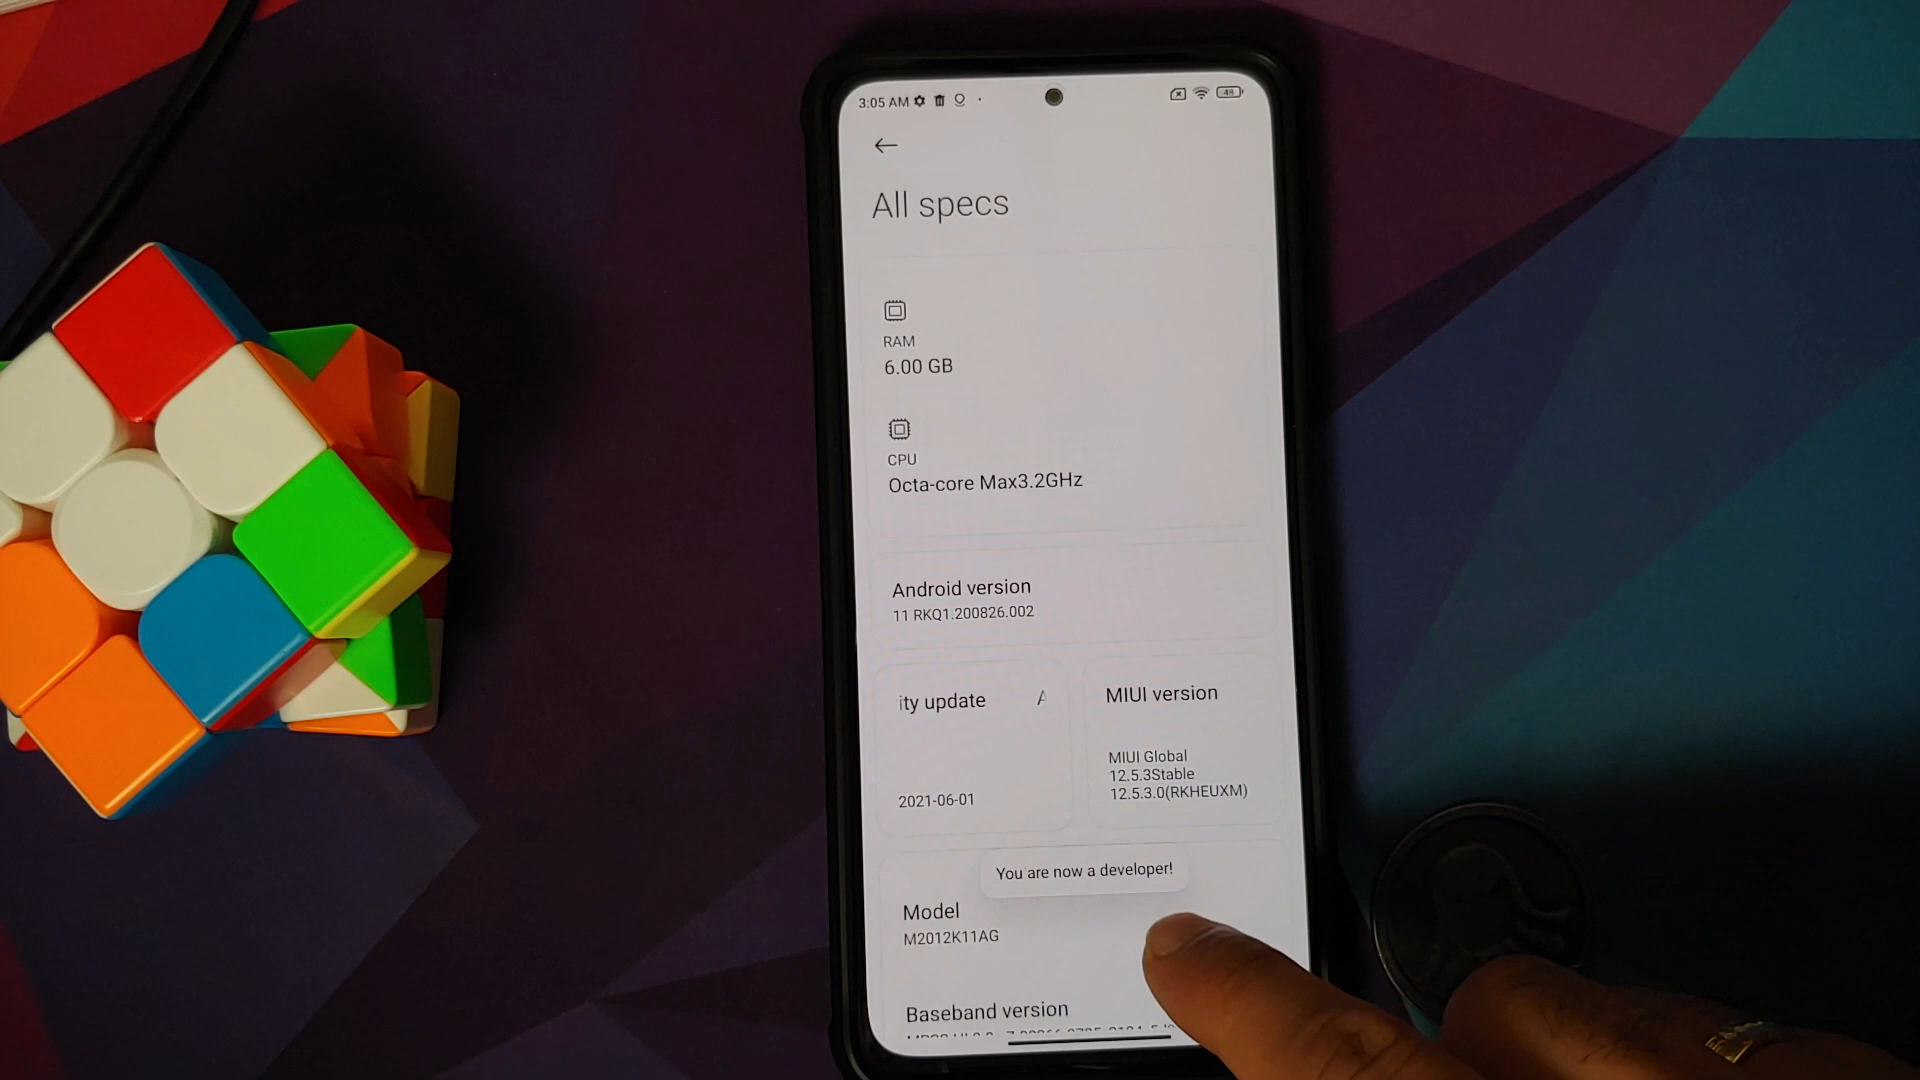 3:05 AM
48
All specs
RAM
6.00 GB
CPU
Octa-core Max3.2GHz
Android version
11 RKQ1.200826.002
ity update A
2021-06-01
MIUI version
MIUI Global
12.5.3Stable
12.5.3.0(RKHEUXM)
You are now a developer!
Model
M2012K11AG
Baseband version